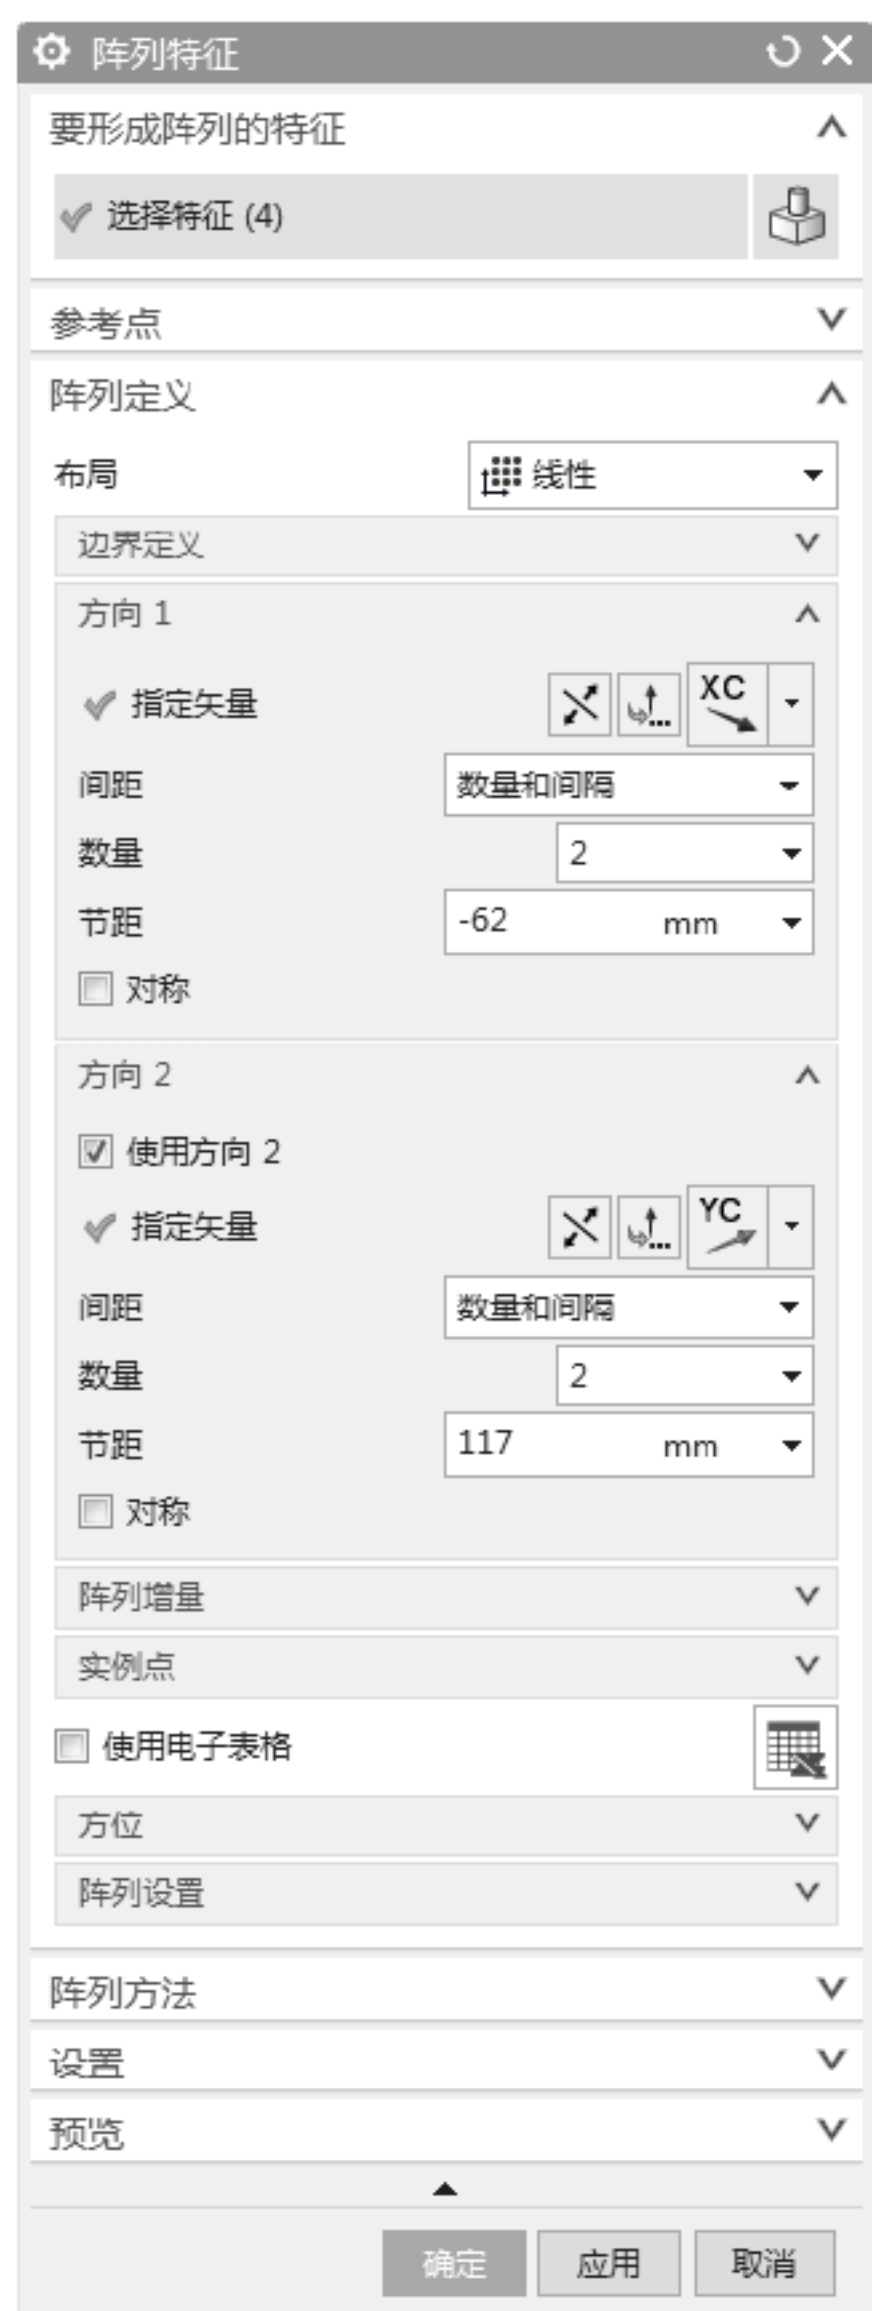 阵列特征
要形成阵列的特征
选择特征 (4)
参考点
阵列定义
布局 线性
边界定义
方向 1
指定矢量 XC
间距 数量和间隔
数量 2
节距 -62 mm
对称
方向 2
使用方向 2
指定矢量 YC
间距 数量和间隔
数量 2
节距 117 mm
对称
阵列增量
实例点
使用电子表格
方位
阵列设置
阵列方法
设置
预览
确定 应用 取消